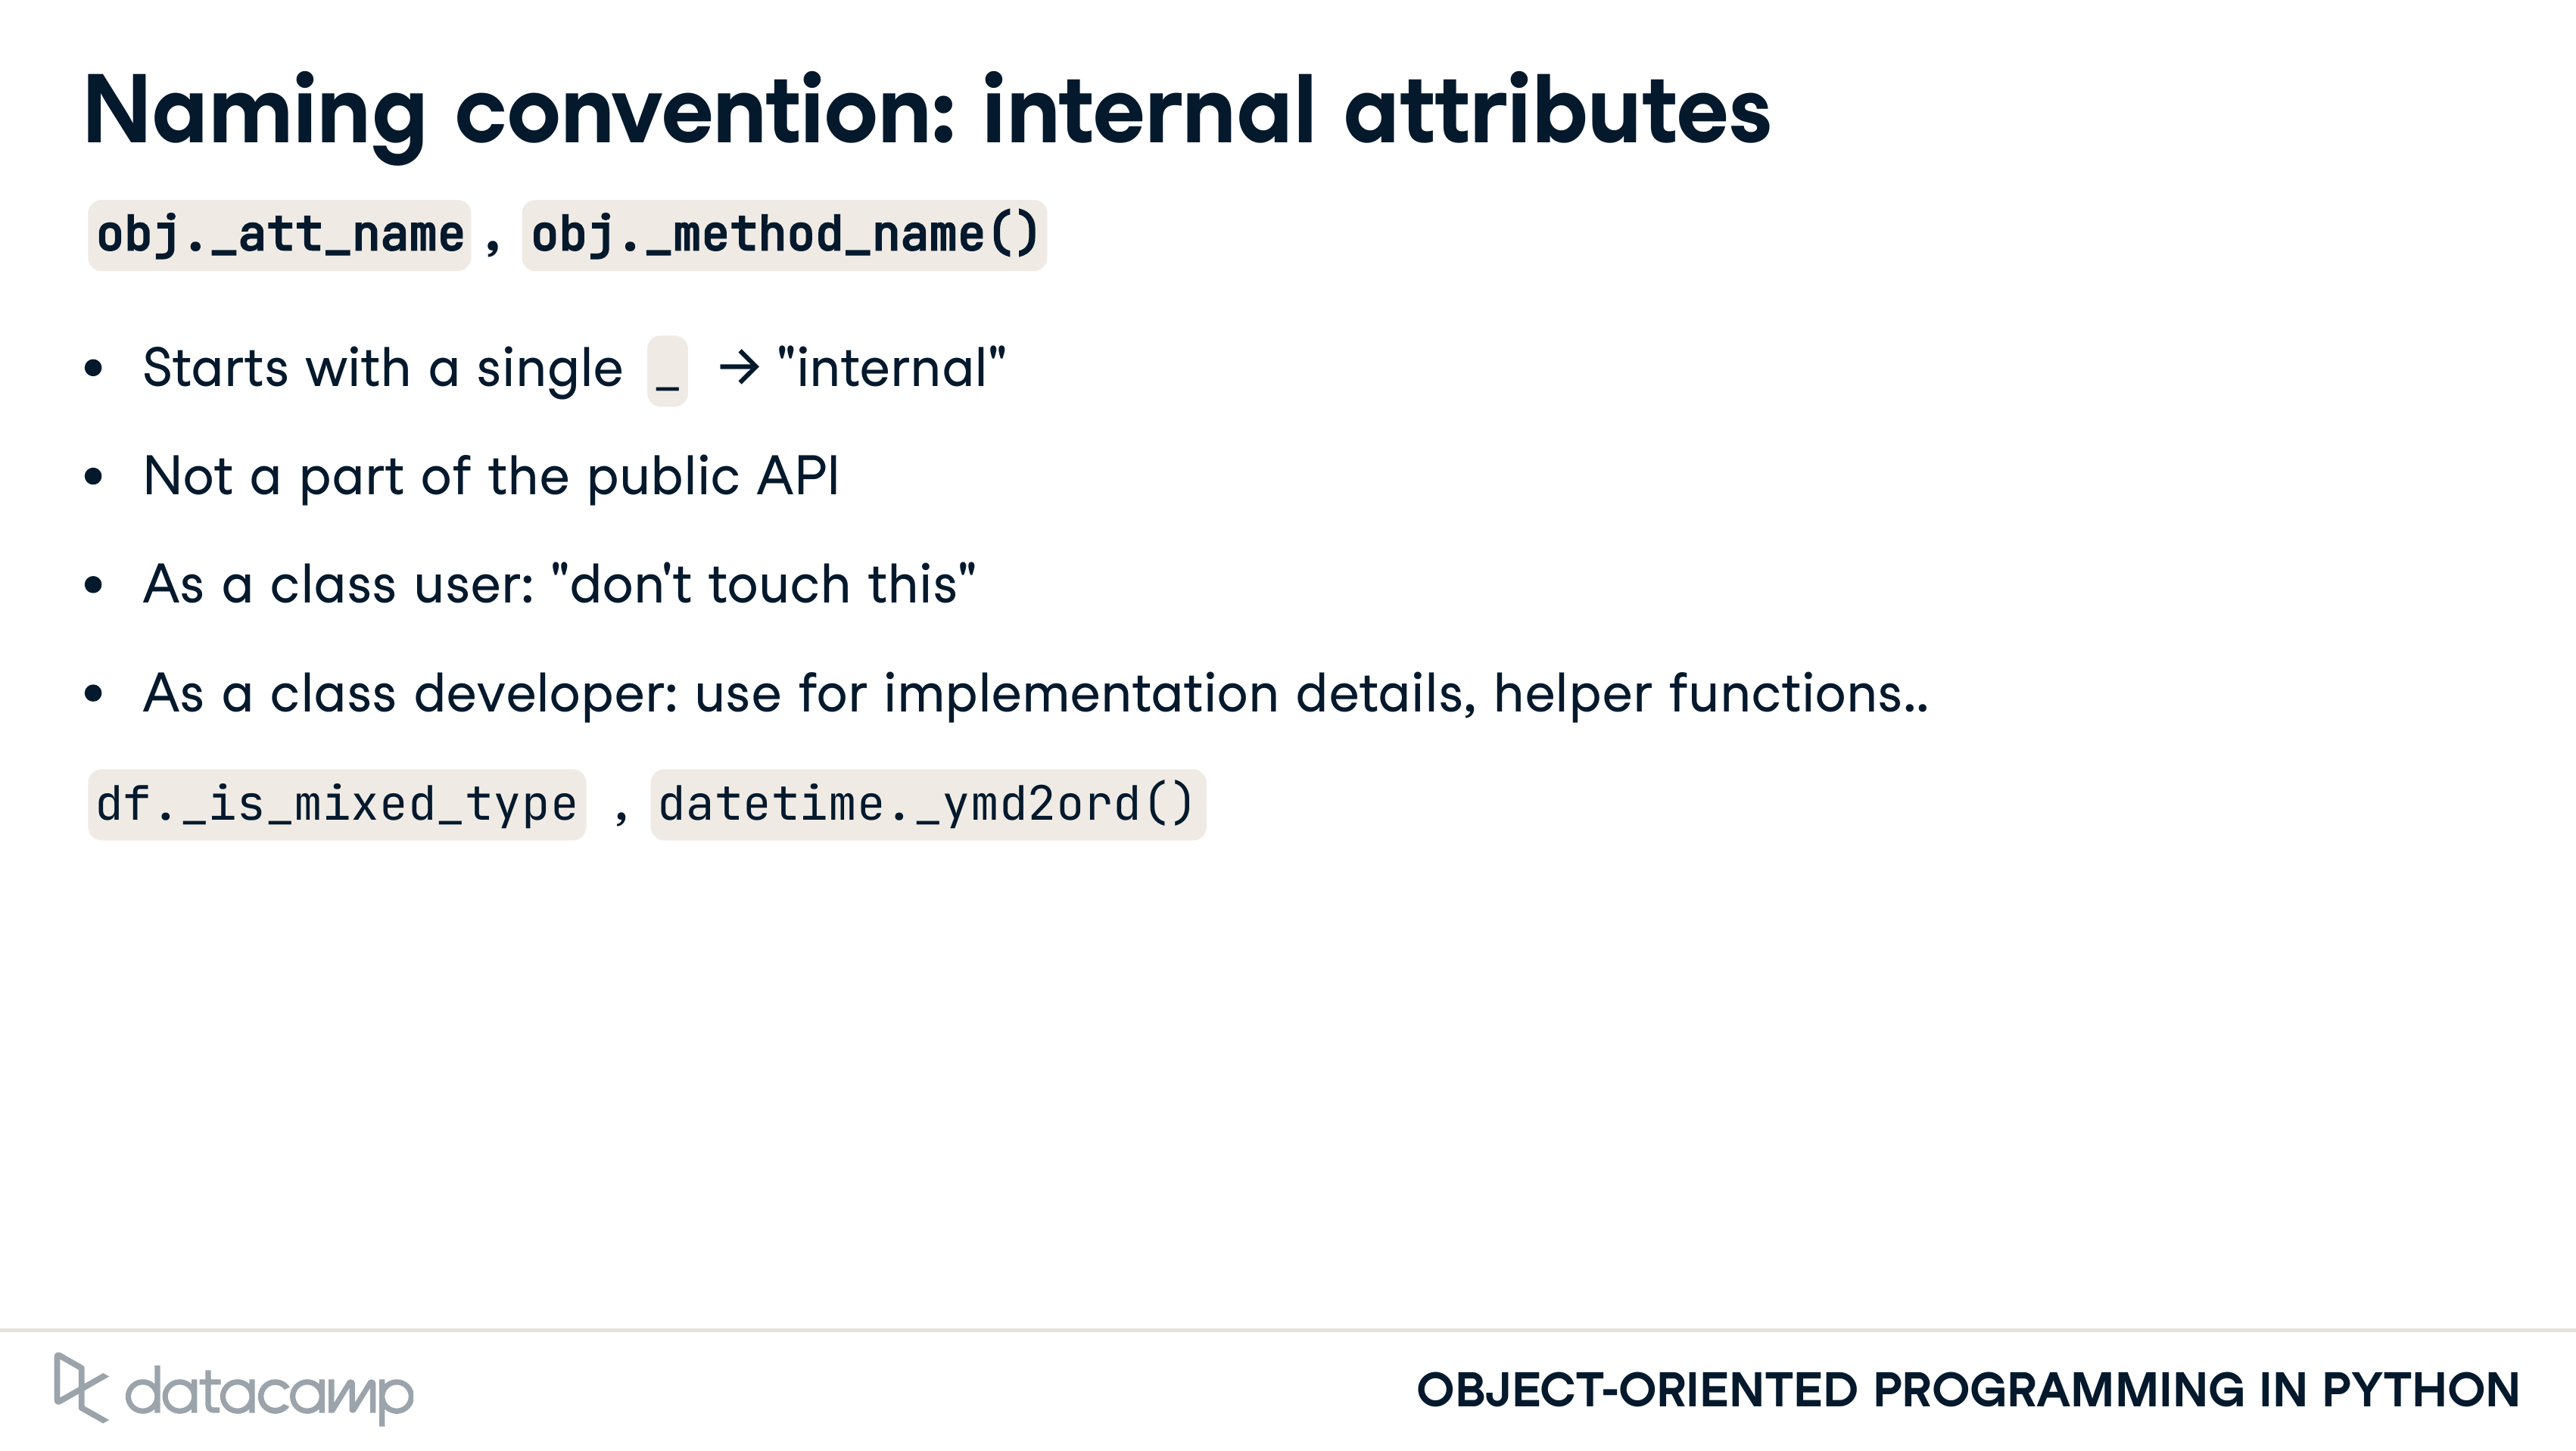 Naming convention: internal attributes
obj._att_name, obj._method_name()
• Starts with a single _ → "internal"
• Not a part of the public API
• As a class user: "don't touch this"
• As a class developer: use for implementation details, helper functions..
df._is_mixed_type , datetime._ymd2ord()
datacamp
OBJECT-ORIENTED PROGRAMMING IN PYTHON